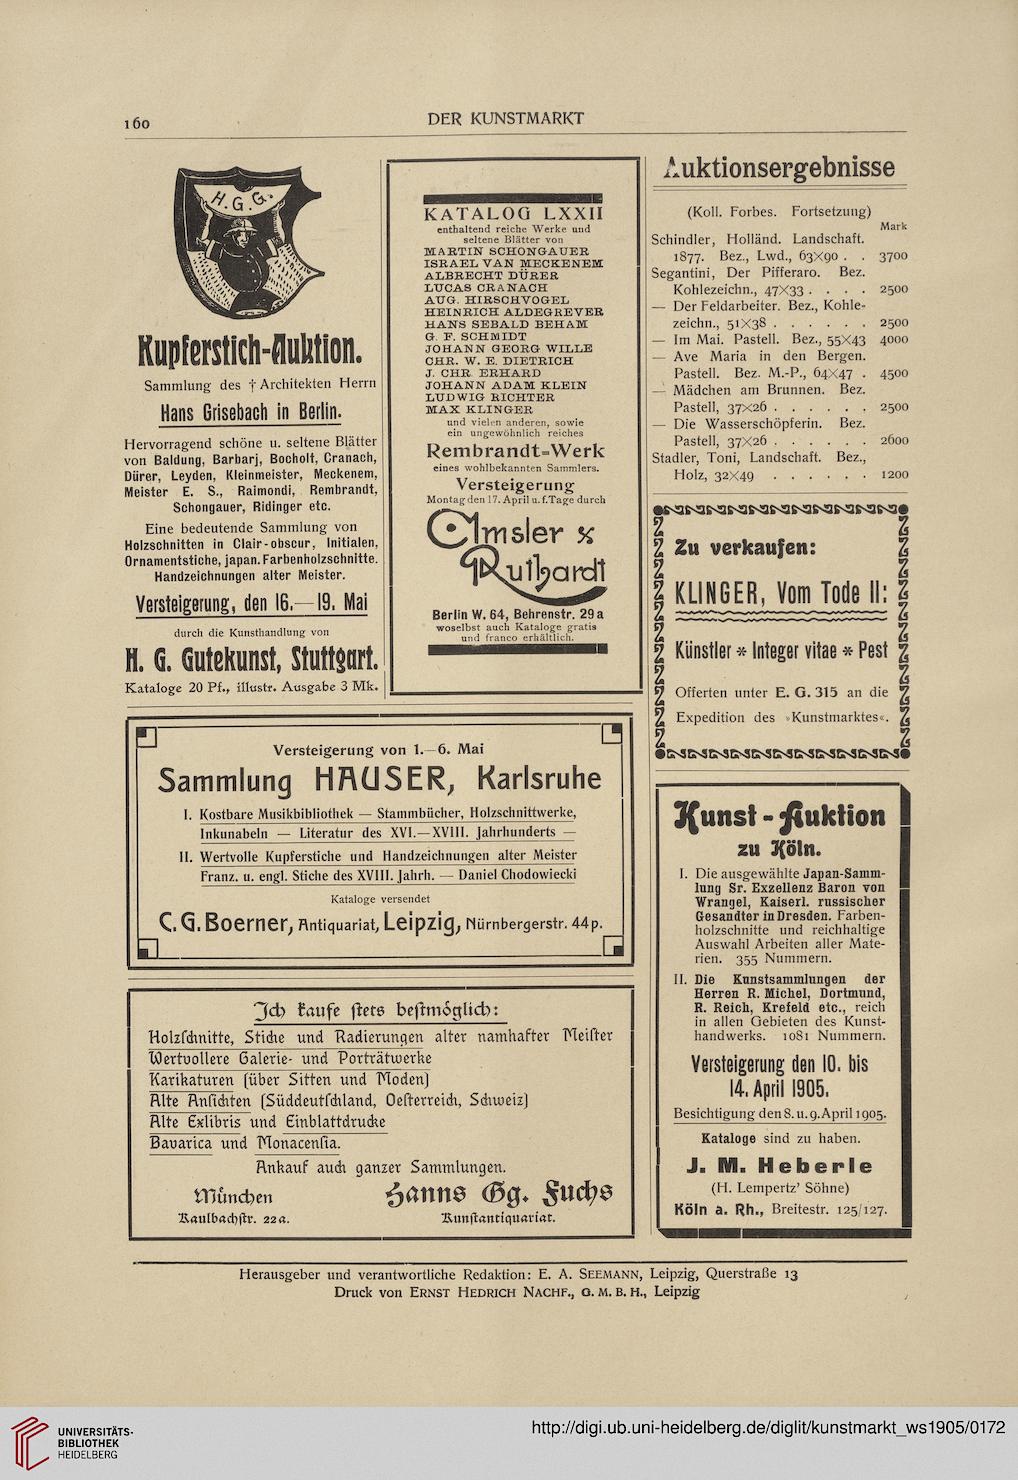 160
DER KUNSTMARKT
H. G. G.
Kupferstich-Auktion.
Sammlung des † Architekten Herrn
Hans Grisebach in Berlin.
Hervorragend schöne u. seltene Blätter
von Baldung, Barbarj, Bocholt, Cranach,
Dürer, Leyden, Kleinmeister, Meckenem,
Meister E. S., Raimondi, Rembrandt,
Schongauer, Ridinger etc.
Eine bedeutende Sammlung von
Holzschnitten in Clair-obscur, Initialen,
Ornamentstiche, japan. Farbenholzschnitte.
Handzeichnungen alter Meister.
Versteigerung, den 16.—19. Mai
durch die Kunsthandlung von
H. G. Gutekunst, Stuttgart.
Kataloge 20 Pf., illustr. Ausgabe 3 Mk.
KATALOG LXXII
enthaltend reiche Werke und
seltene Blätter von
MARTIN SCHONGAUER
ISRAEL VAN MECKENEM
ALBRECHT DÜRER
LUCAS CRANACH
AUG. HIRSCHVOGEL
HEINRICH ALDEGREVER
HANS SEBALD BEHAM
G. F. SCHMIDT
JOHANN GEORG WILLE
CHR. W. E. DIETRICH
J. CHR. ERHARD
JOHANN ADAM KLEIN
LUDWIG RICHTER
MAX KLINGER
und vielen anderen, sowie
ein ungewöhnlich reiches
Rembrandt=Werk
eines wohlbekannten Sammlers.
Versteigerung
Montag den 17. April u. f. Tage durch
Amsler &
Ruthardt
Berlin W. 64, Behrenstr. 29a
woselbst auch Kataloge gratis
und franco erhältlich.
Auktionsergebnisse
(Koll. Forbes. Fortsetzung)
Mark
Schindler, Holländ. Landschaft.
1877. Bez., Lwd., 63×90 . . 3700
Segantini, Der Pifferaro. Bez.
Kohlezeichn., 47×33 . . . . 2500
— Der Feldarbeiter. Bez., Kohle-
zeichn., 51×38 . . . . . . 2500
— Im Mai. Pastell. Bez., 55×43 4000
— Ave Maria in den Bergen.
Pastell. Bez. M.-P., 64×47 . 4500
— Mädchen am Brunnen. Bez.
Pastell, 37×26 . . . . . . 2500
— Die Wasserschöpferin. Bez.
Pastell, 37×26 . . . . . . 2600
Stadler, Toni, Landschaft. Bez.,
Holz, 32×49 . . . . . . 1200
Zu verkaufen:
KLINGER, Vom Tode II:
Künstler * Integer vitae * Pest
Offerten unter E. G. 315 an die
Expedition des »Kunstmarktes«.
Versteigerung von 1.—6. Mai
Sammlung HAUSER, Karlsruhe
I. Kostbare Musikbibliothek — Stammbücher, Holzschnittwerke,
Inkunabeln — Literatur des XVI.—XVIII. Jahrhunderts —
II. Wertvolle Kupferstiche und Handzeichnungen alter Meister
Franz. u. engl. Stiche des XVIII. Jahrh. — Daniel Chodowiecki
Kataloge versendet
C. G. Boerner, Antiquariat, Leipzig, Nürnbergerstr. 44p.
Ich kaufe stets bestmöglich:
Holzschnitte, Stiche und Radierungen alter namhafter Meister
Wertvollere Galerie- und Porträtwerke
Karikaturen (über Sitten und Moden)
Alte Ansichten (Süddeutschland, Oesterreich, Schweiz)
Alte Exlibris und Einblattdrucke
Bavarica und Monacensia.
Ankauf auch ganzer Sammlungen.
München
Kaulbachstr. 22a.
Hanns Gg. Fuchs
Kunstantiquariat.
Kunst-Auktion
zu Köln.
I. Die ausgewählte Japan-Samm-
lung Sr. Exzellenz Baron von
Wrangel, Kaiserl. russischer
Gesandter in Dresden. Farben-
holzschnitte und reichhaltige
Auswahl Arbeiten aller Mate-
rien. 355 Nummern.
II. Die Kunstsammlungen der
Herren R. Michel, Dortmund,
R. Reich, Krefeld etc., reich
in allen Gebieten des Kunst-
handwerks. 1081 Nummern.
Versteigerung den 10. bis
14. April 1905.
Besichtigung den 8. u. 9. April 1905.
Kataloge sind zu haben.
J. M. Heberle
(H. Lempertz' Söhne)
Köln a. Rh., Breitestr. 125/127.
Herausgeber und verantwortliche Redaktion: E. A. SEEMANN, Leipzig, Querstraße 13
Druck von ERNST HEDRICH NACHF., G. M. B. H., Leipzig
UNIVERSITÄTS-
BIBLIOTHEK
HEIDELBERG
http://digi.ub.uni-heidelberg.de/diglit/kunstmarkt_ws1905/0172